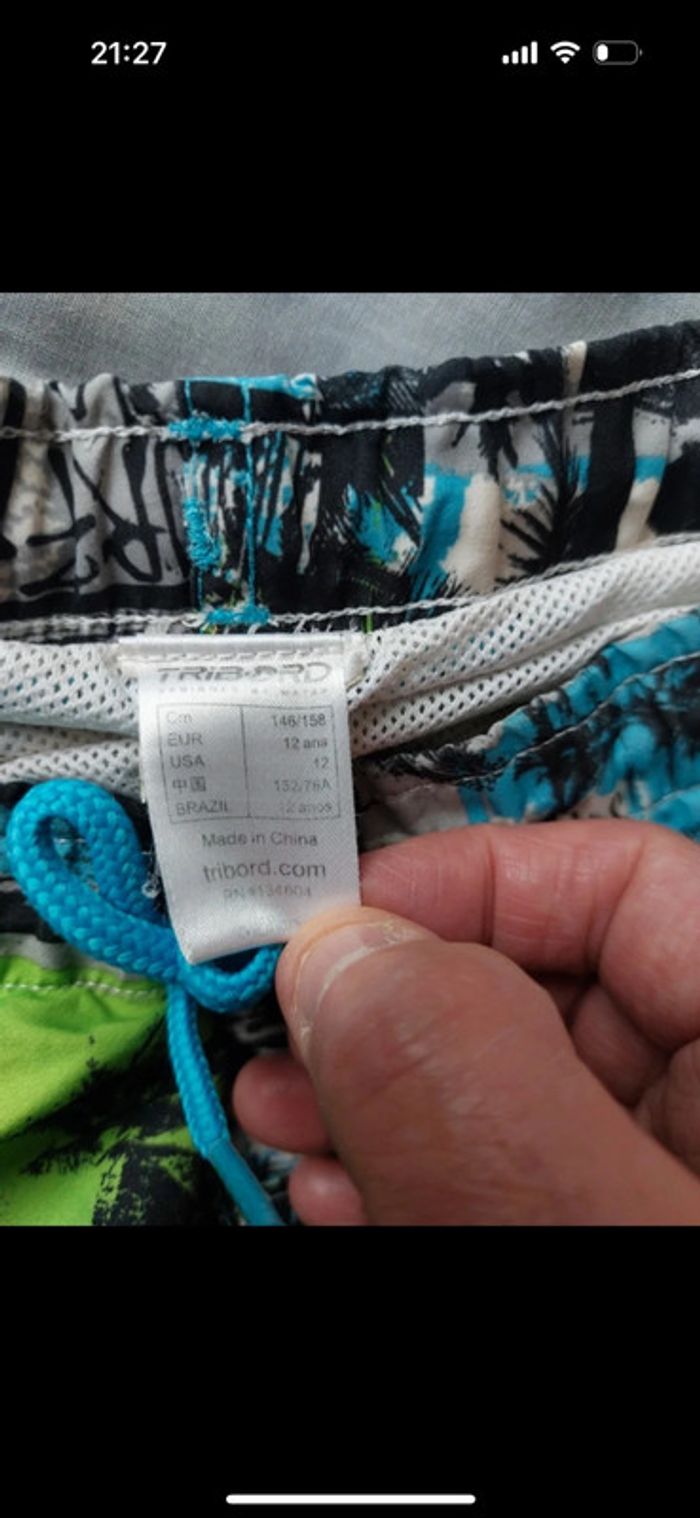 21:27
TRIBORD
Cm 146/158
EUR 12 ans
USA 12
中国 152/76A
BRAZIL 12 anos
Made in China
tribord.com